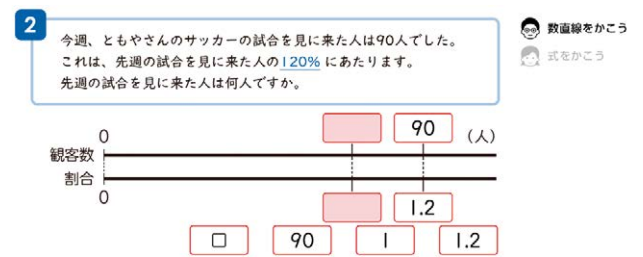 2
今週、ともやさんのサッカーの試合を見に来た人は90人でした。
これは、先週の試合を見に来た人の120%にあたります。
先週の試合を見に来た人は何人ですか。
数直線をかこう
式をかこう
0 90 (人)
観客数
割合
0 1.2
□ 90 1 1.2